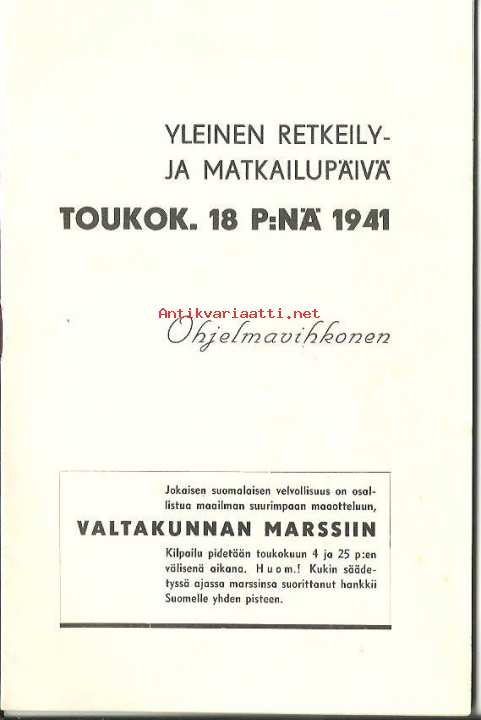 YLEINEN RETKEILY-
JA MATKAILUPÄIVÄ
TOUKOK. 18 P:NÄ 1941
Antikvariaatti.net
Ohjelmavihkonen
Jokaisen suomalaisen velvollisuus on osal-
listua maailman suurimpaan maaotteluun,
VALTAKUNNAN MARSSIIN
Kilpailu pidetään toukokuun 4 ja 25 p:en
välisenä aikana. Huom.! Kukin säade-
tyssä ajassa marssinsa suorittanut hankkii
Suomelle yhden pisteen.